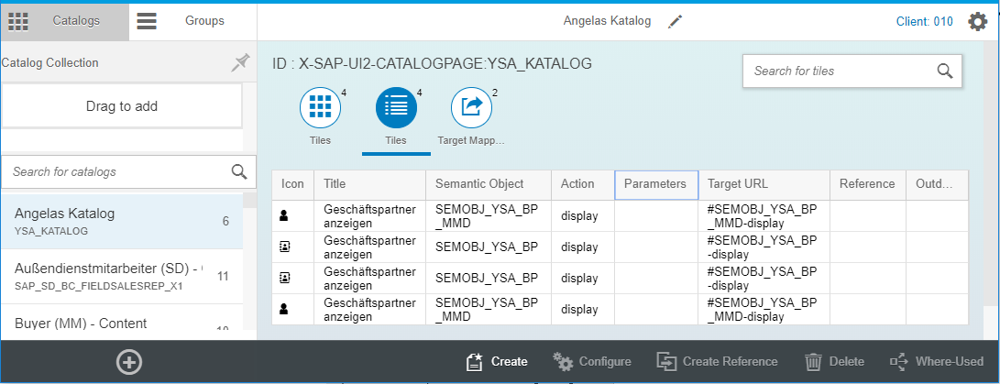 Catalogs
Groups
Angelas Katalog
Client: 010
Catalog Collection
ID : X-SAP-UI2-CATALOGPAGE:YSA_KATALOG
Search for tiles
Drag to add
4
Tiles
4
Tiles
2
Target Mapp...
Search for catalogs
Angelas Katalog
6
YSA_KATALOG
Außendienstmitarbeiter (SD) -
11
SAP_SD_BC_FIELDSALESREP_X1
Buyer (MM) - Content
Icon Title Semantic Object Action Parameters Target URL Reference Outd...
Geschäftspartner SEMOBJ_YSA_BP display #SEMOBJ_YSA_BP
anzeigen _MMD _MMD-display
Geschäftspartner SEMOBJ_YSA_BP display #SEMOBJ_YSA_BP
anzeigen -display
Geschäftspartner SEMOBJ_YSA_BP display #SEMOBJ_YSA_BP
anzeigen -display
Geschäftspartner SEMOBJ_YSA_BP display #SEMOBJ_YSA_BP
anzeigen _MMD _MMD-display
Create
Configure
Create Reference
Delete
Where-Used